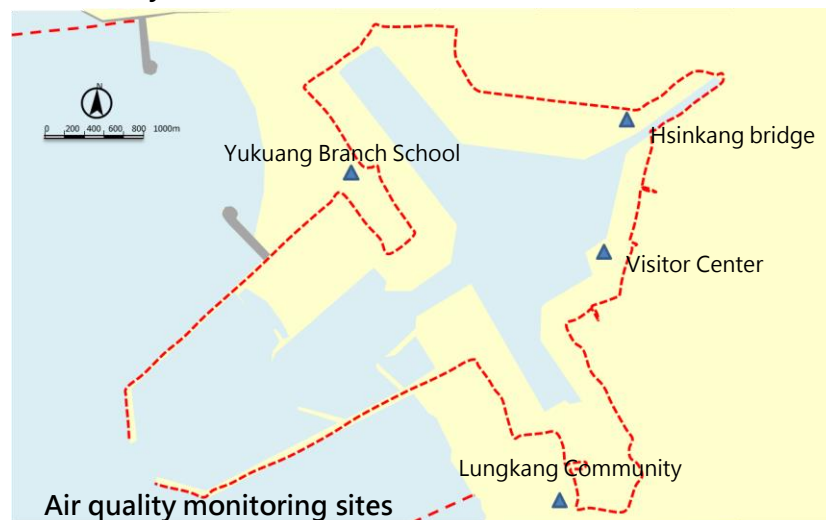 N
0 200 400 600 800 1000m
Hsinkang bridge
Yukuang Branch School
Visitor Center
Lungkang Community
Air quality monitoring sites